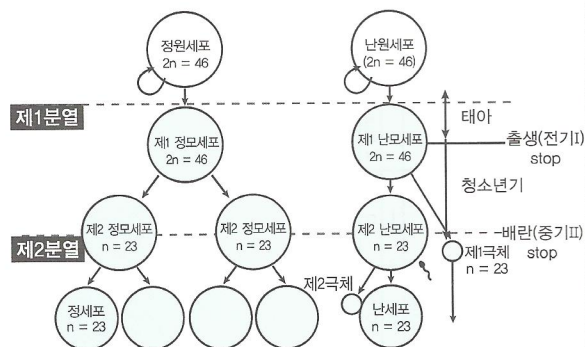 정원세포
2n = 46
난원세포
(2n = 46)
제1분열
태아
제1 정모세포
2n = 46
제1 난모세포
2n = 46
출생(전기I)
stop
청소년기
제2 정모세포
n = 23
제2 정모세포
n = 23
제2 난모세포
n = 23
배란(중기II)
stop
제2분열
제1극체
n = 23
제2극체
정세포
n = 23
난세포
n = 23